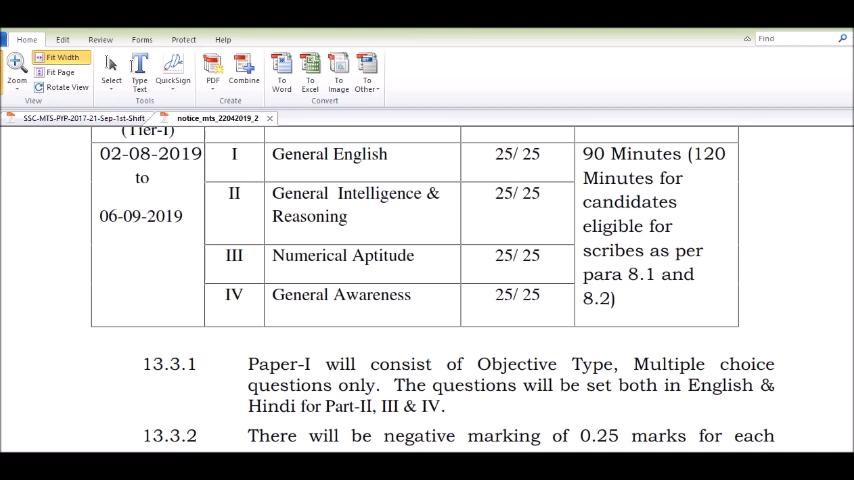 Home Edit Review Forms Protect Help
Find
Zoom
Fit Width
Fit Page
Rotate View
View
Select
Type Text
QuickSign
Tools
PDF
Combine
Create
To Word
To Excel
To Image
To Other
Convert
SSC-MTS-PYP-2017-21-Sep-1st-Shift
notice_mts_22042019_2
(Tier-I)
02-08-2019 to 06-09-2019
I General English 25/ 25
II General Intelligence & Reasoning 25/ 25
III Numerical Aptitude 25/ 25
IV General Awareness 25/ 25
90 Minutes (120
Minutes for
candidates
eligible for
scribes as per
para 8.1 and
8.2)
13.3.1 Paper-I will consist of Objective Type, Multiple choice
questions only. The questions will be set both in English &
Hindi for Part-II, III & IV.
13.3.2 There will be negative marking of 0.25 marks for each